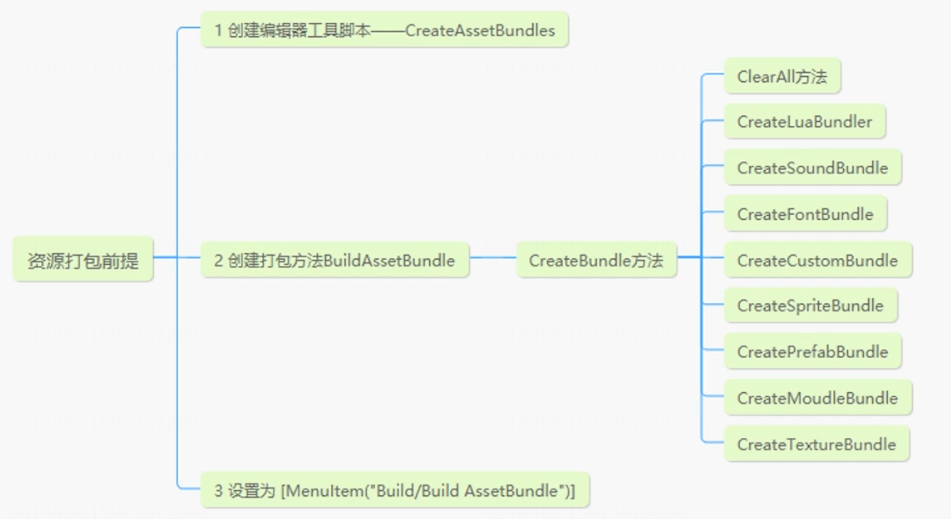 1 创建编辑器工具脚本——CreateAssetBundles
ClearAll方法
CreateLuaBundler
CreateSoundBundle
CreateFontBundle
资源打包前提
2 创建打包方法BuildAssetBundle
CreateBundle方法
CreateCustomBundle
CreateSpriteBundle
CreatePrefabBundle
CreateMoudleBundle
CreateTextureBundle
3 设置为 [MenuItem("Build/Build AssetBundle")]